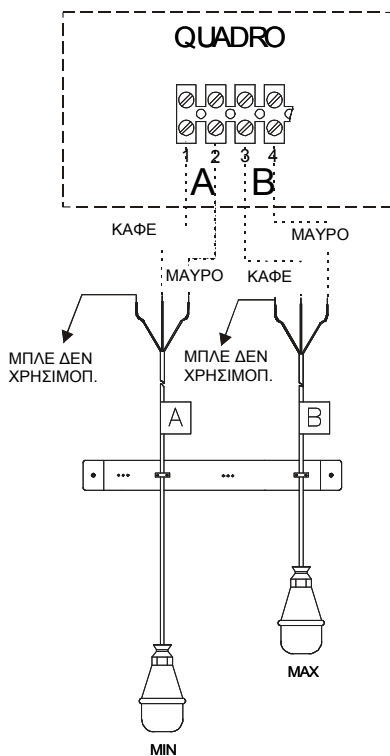 QUADRO
1 2 3 4
A B
ΚΑΦΕ
ΜΑΥΡΟ
ΜΑΥΡΟ
ΚΑΦΕ
ΜΠΛΕ ΔΕΝ
ΧΡΗΣΙΜΟΠ.
ΜΠΛΕ ΔΕΝ
ΧΡΗΣΙΜΟΠ.
A
B
MAX
MIN